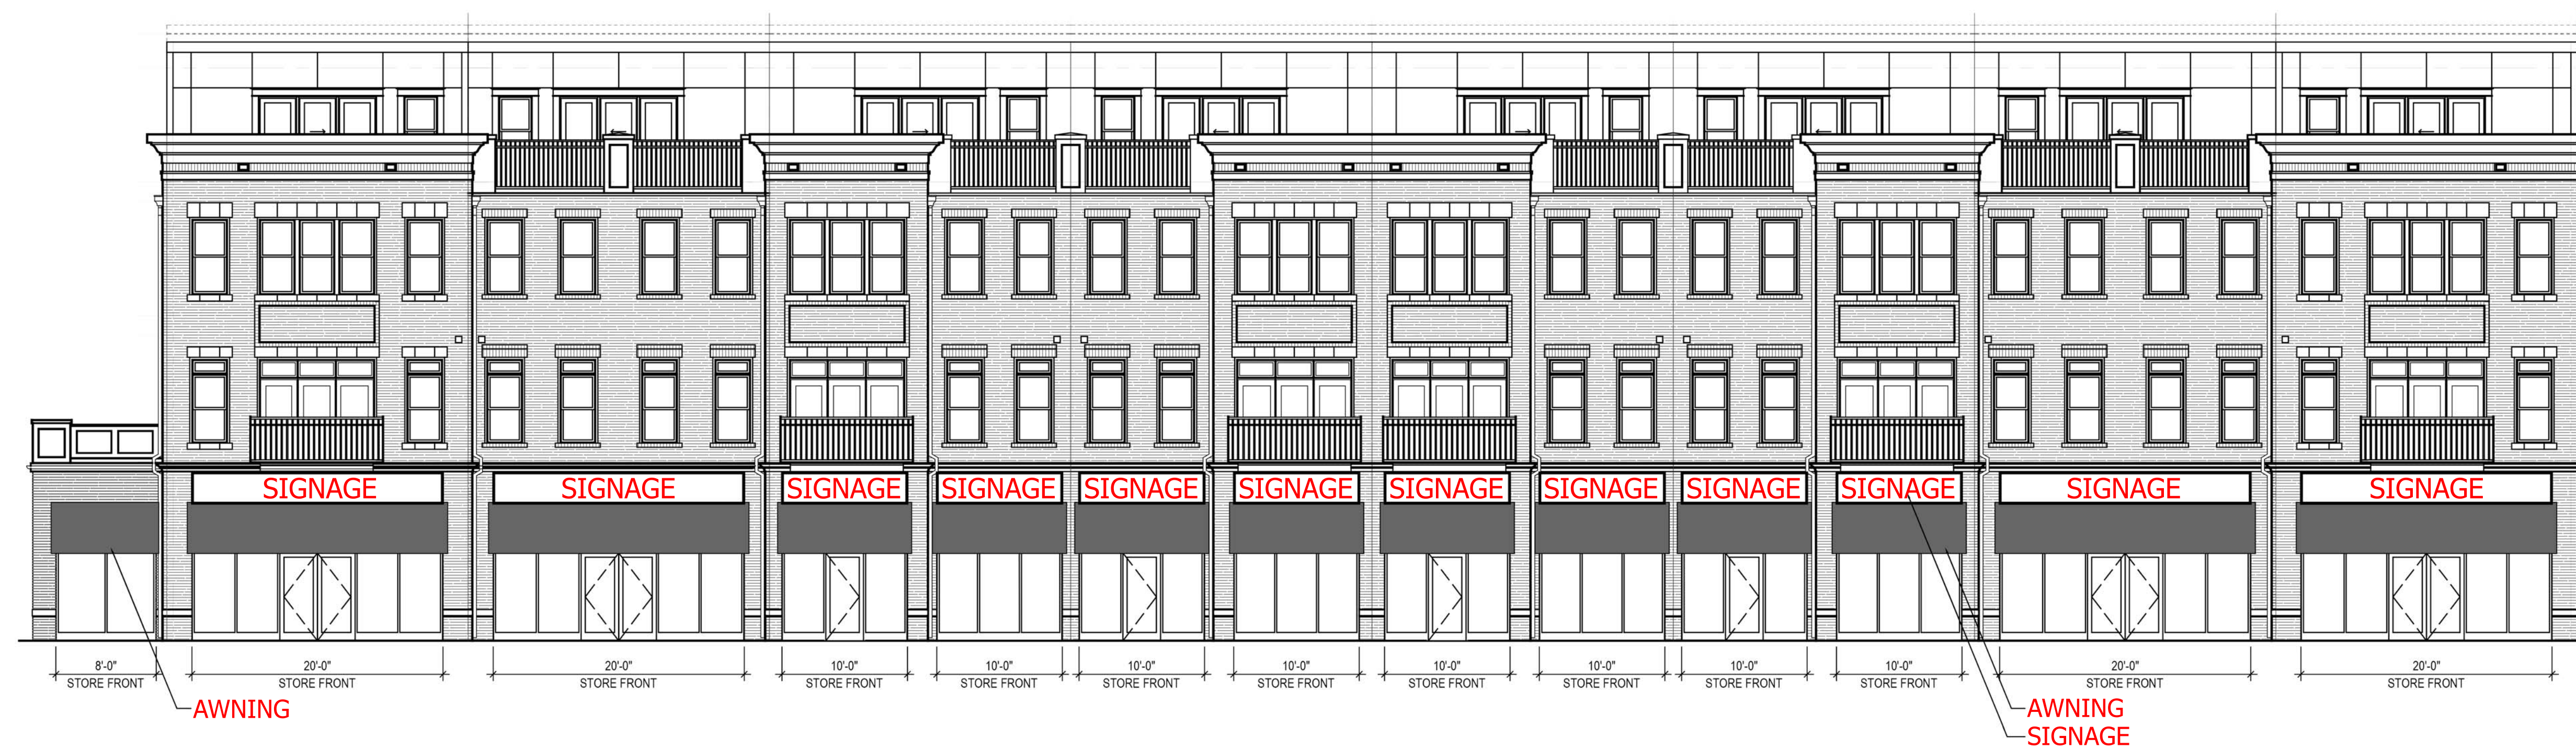 SIGNAGE SIGNAGE SIGNAGE SIGNAGE SIGNAGE SIGNAGE SIGNAGE SIGNAGE SIGNAGE SIGNAGE SIGNAGE SIGNAGE
8'-0" 20'-0" 20'-0" 10'-0" 10'-0" 10'-0" 10'-0" 10'-0" 10'-0" 10'-0" 10'-0" 20'-0" 20'-0"
STORE FRONT STORE FRONT STORE FRONT STORE FRONT STORE FRONT STORE FRONT STORE FRONT STORE FRONT STORE FRONT STORE FRONT STORE FRONT STORE FRONT STORE FRONT
AWNING AWNING
SIGNAGE